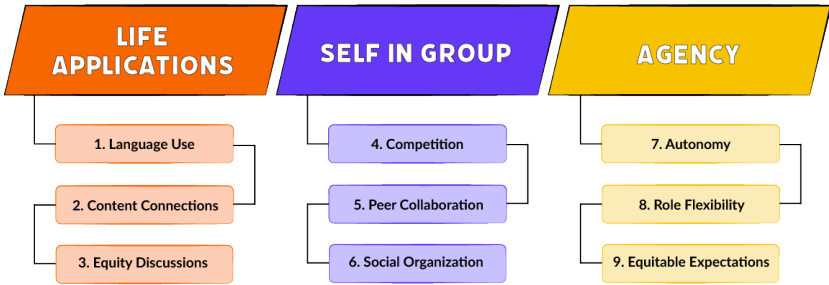 LIFE
APPLICATIONS
1. Language Use
2. Content Connections
3. Equity Discussions
SELF IN GROUP
4. Competition
5. Peer Collaboration
6. Social Organization
AGENCY
7. Autonomy
8. Role Flexibility
9. Equitable Expectations